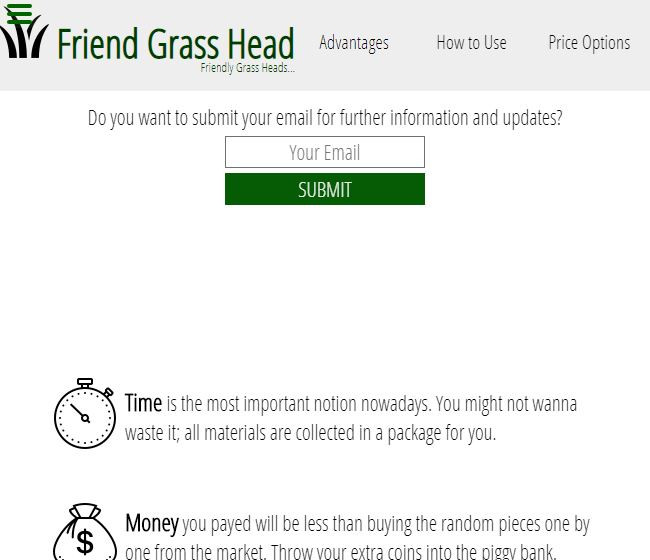 Friend Grass Head
Friendly Grass Heads...
Advantages
How to Use
Price Options
Do you want to submit your email for further information and updates?
Your Email
SUBMIT
Time is the most important notion nowadays. You might not wanna
waste it; all materials are collected in a package for you.
$
Money you payed will be less than buying the random pieces one by
one from the market. Throw your extra coins into the piggy bank.